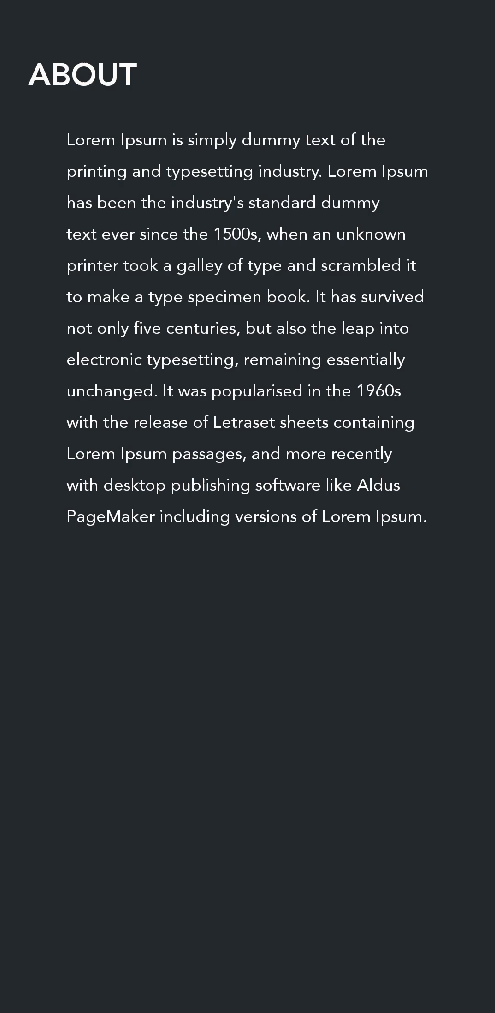 ABOUT
Lorem Ipsum is simply dummy text of the
printing and typesetting industry. Lorem Ipsum
has been the industry's standard dummy
text ever since the 1500s, when an unknown
printer took a galley of type and scrambled it
to make a type specimen book. It has survived
not only five centuries, but also the leap into
electronic typesetting, remaining essentially
unchanged. It was popularised in the 1960s
with the release of Letraset sheets containing
Lorem Ipsum passages, and more recently
with desktop publishing software like Aldus
PageMaker including versions of Lorem Ipsum.